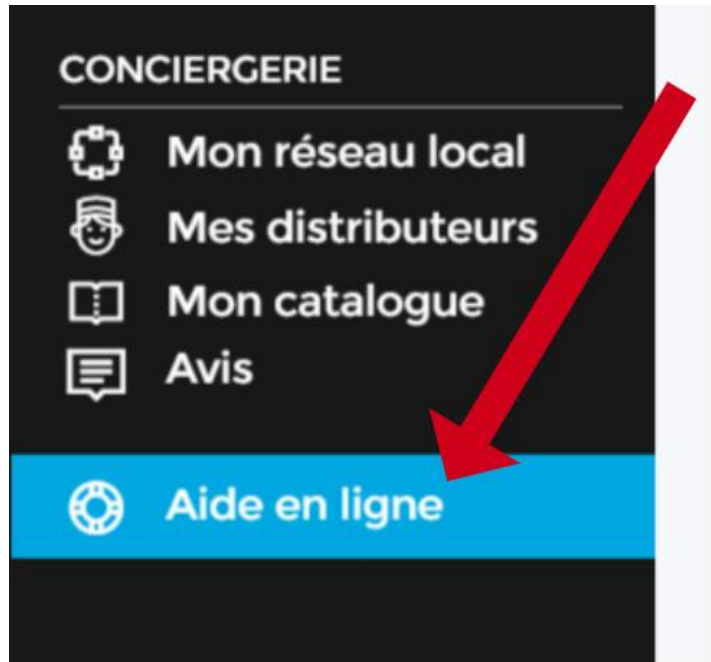 CONCIERGERIE
Mon réseau local
Mes distributeurs
Mon catalogue
Avis
Aide en ligne